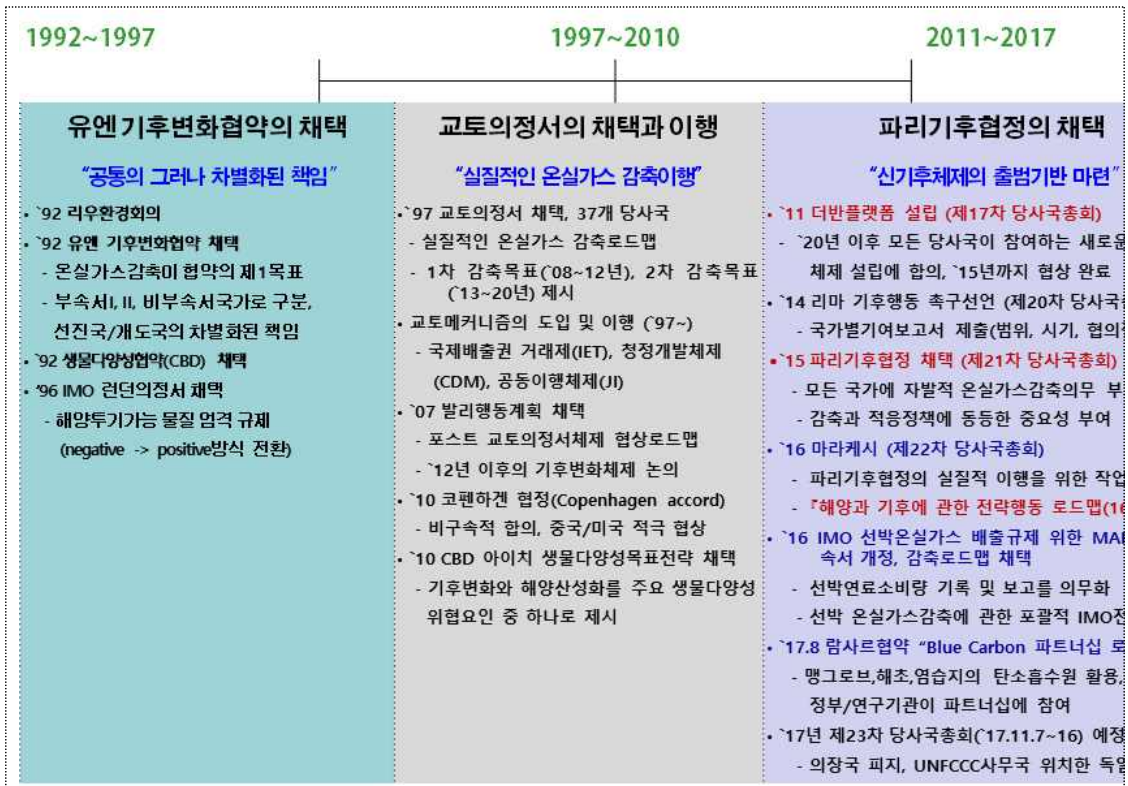 1992~1997
1997~2010
2011~2017
유엔 기후변화협약의 채택
“공통의 그러나 차별화된 책임”
• `92 리우환경회의
• `92 유엔 기후변화협약 채택
- 온실가스감축미 협약의 제1목표
- 부속서I, II, 비부속서국가로 구분,
선진국/개도국의 차별화된 책임
• `92 생물다양성협약(CBD) 채택
• '96 IMO 런던의정서 채택
- 해양투기가능 물질 엄격 규제
(negative -> positive방식 전환)
교토의정서의 채택과 이행
“실질적인 온실가스 감축이행”
• `97 교토의정서 채택, 37개 당사국
- 실질적인 온실가스 감축로드맵
- 1차 감축목표(`08~12년), 2차 감축목표
(`13~20년) 제시
• 교토메커니즘의 도입 및 이행 (`97~)
- 국제배출권 거래제(IET), 청정개발체제
(CDM), 공동이행체제(JI)
• `07 발리행동계획 채택
- 포스트 교토의정서체제 협상로드맵
- `12년 이후의 기후변화체제 논의
• `10 코펜하겐 협정(Copenhagen accord)
- 비구속적 합의, 중국/미국 적극 협상
• `10 CBD 아이치 생물다양성목표전략 채택
- 기후변화와 해양산성화를 주요 생물다양성
위협요인 중 하나로 제시
파리기후협정의 채택
“신기후체제의 출범기반 마련”
• `11 더반플랫폼 설립 (제17차 당사국총회)
- `20년 이후 모든 당사국이 참여하는 새로운
체제 설립에 합의, `15년까지 협상 완료
• `14 리마 기후행동 촉구선언 (제20차 당사국
- 국가별기여보고서 제출(범위, 시기, 협의
• `15 파리기후협정 채택 (제21차 당사국총회)
- 모든 국가에 자발적 온실가스감축의무 부
- 감축과 적응정책에 동등한 중요성 부여
• `16 마라케시 (제22차 당사국총회)
- 파리기후협정의 실질적 이행을 위한 작업
- 『해양과 기후에 관한 전략행동 로드맵(16
• `16 IMO 선박온실가스 배출규제 위한
속서 개정, 감축로드맵 채택
- 선박연료소비량 기록 및 보고를 의무화
- 선박 온실가스감축에 관한 포괄적 IMO전
• `17.8 람사르협약 “Blue Carbon 파트너십 로
- 맹그로브,해초,염습지의 탄소흡수원 활용,
정부/연구기관이 파트너십에 참여
• `17년 제23차 당사국총회(`17.11.7~16) 예정
- 의장국 피지, UNFCCC사무국 위치한 독일